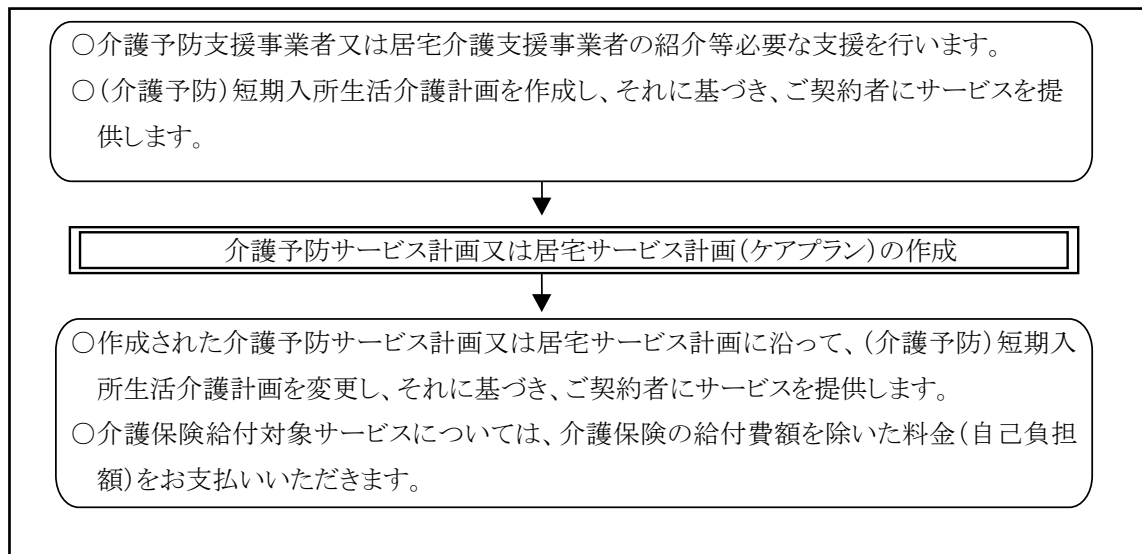 ○介護予防支援事業者又は居宅介護支援事業者の紹介等必要な支援を行います。
○(介護予防)短期入所生活介護計画を作成し、それに基づき、ご契約者にサービスを提
供します。
介護予防サービス計画又は居宅サービス計画(ケアプラン)の作成
○作成された介護予防サービス計画又は居宅サービス計画に沿って、(介護予防)短期入
所生活介護計画を変更し、それに基づき、ご契約者にサービスを提供します。
○介護保険給付対象サービスについては、介護保険の給付費額を除いた料金(自己負担
額)をお支払いいただきます。